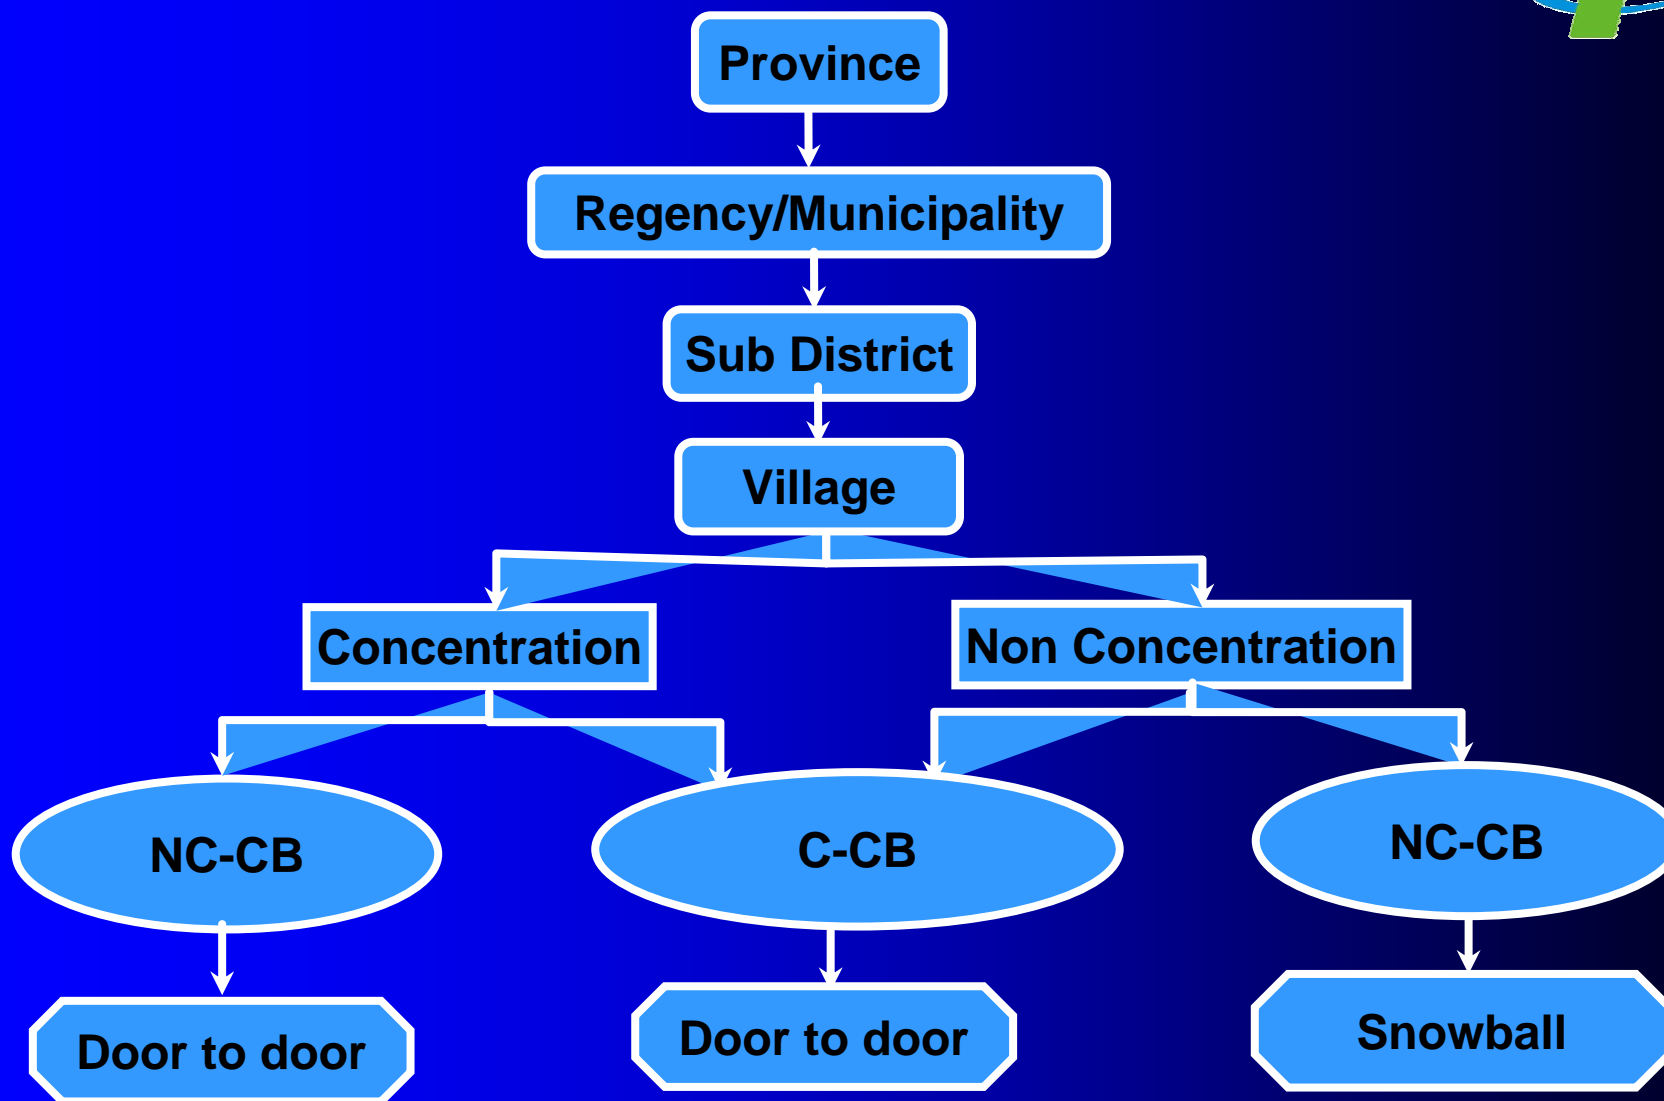 Province
Regency/Municipality
Sub District
Village
Concentration
Non Concentration
NC-CB
C-CB
NC-CB
Door to door
Door to door
Snowball